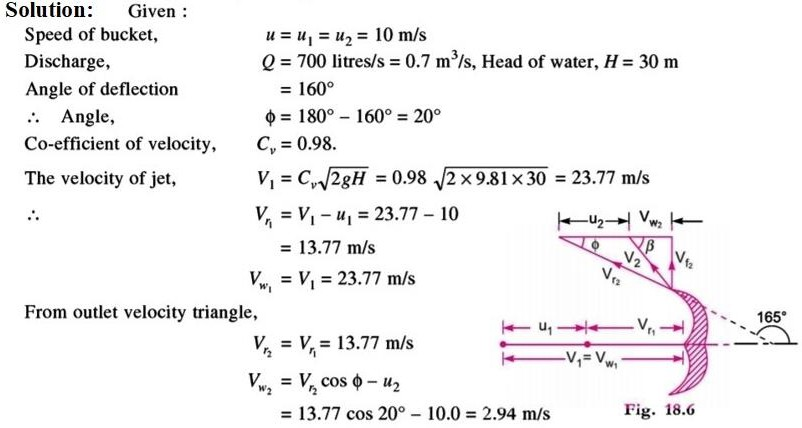 Solution: Given :
Speed of bucket, u = u₁ = u₂ = 10 m/s
Discharge, Q = 700 litres/s = 0.7 m³/s, Head of water, H = 30 m
Angle of deflection = 160°
∴ Angle, ϕ = 180° – 160° = 20°
Co-efficient of velocity, Cᵥ = 0.98.
The velocity of jet, V₁ = Cᵥ√2gH = 0.98 √2 × 9.81 × 30 = 23.77 m/s
∴ Vr₁ = V₁ – u₁ = 23.77 – 10
= 13.77 m/s
Vw₁ = V₁ = 23.77 m/s
From outlet velocity triangle,
Vr₂ = Vr₁ = 13.77 m/s
Vw₂ = Vr₂ cos ϕ – u₂
= 13.77 cos 20° – 10.0 = 2.94 m/s
u₂ Vw₂
ϕ β
V₂ Vf₂
Vr₂
165°
u₁ Vr₁
V₁= Vw₁
Fig. 18.6